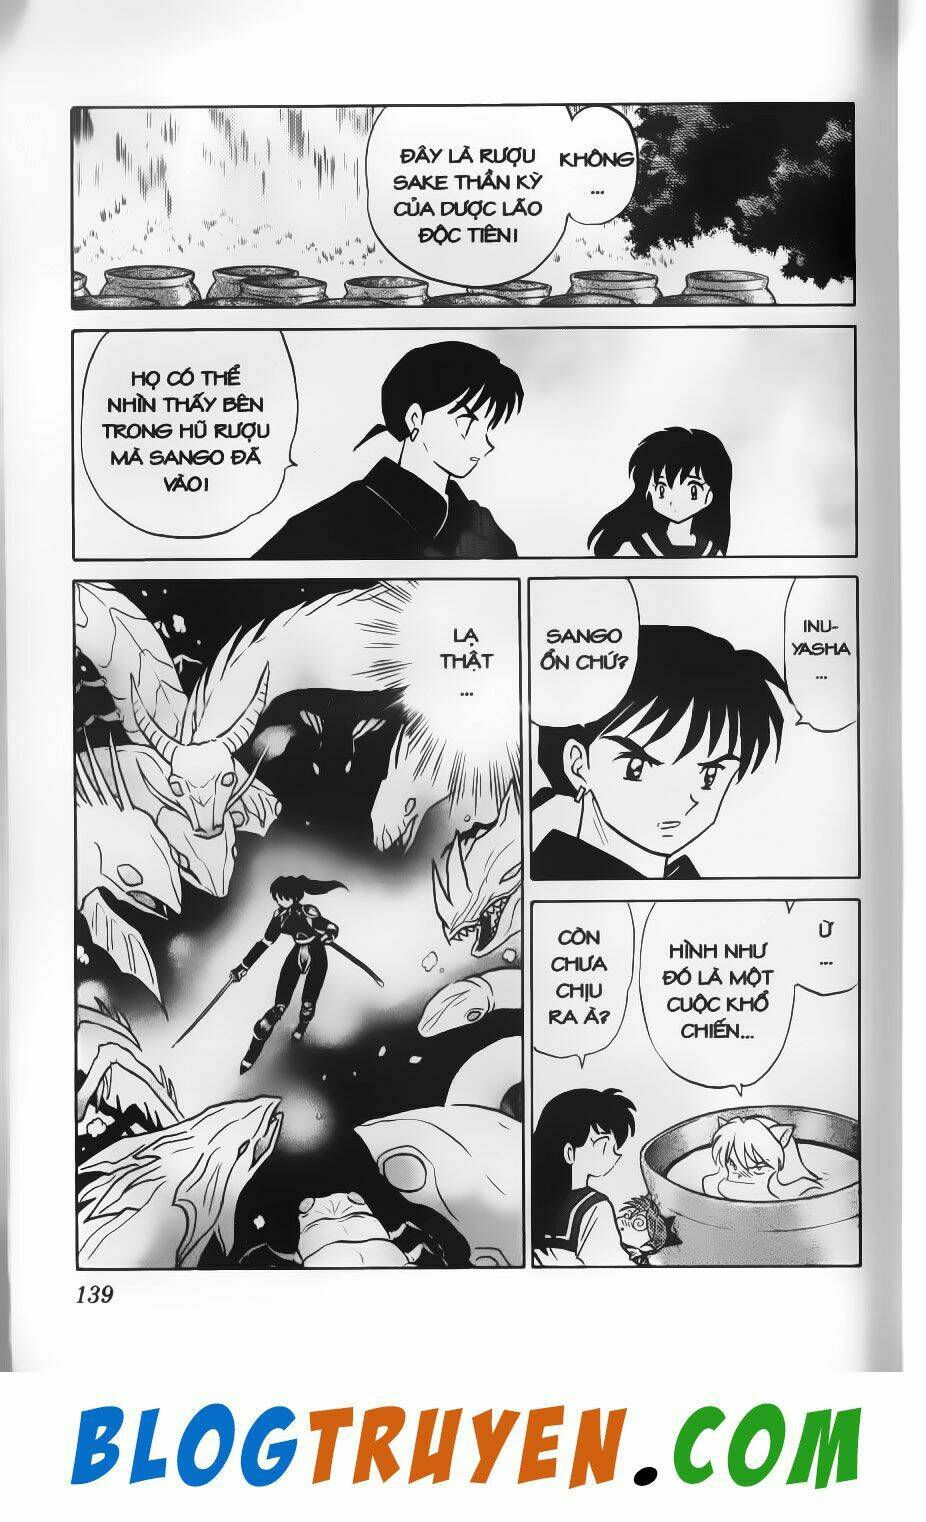 KHÔNG
...
ĐÂY LÀ RƯỢU
SAKE THẦN KỲ
CỦA DƯỢC LÃO
ĐỘC TIÊN!
HỌ CÓ THỂ
NHÌN THẤY BÊN
TRONG HŨ RƯỢU
MÀ SANGO ĐÃ
VÀO!
INU-
YASHA
...
SANGO
ỔN CHỨ?
LẠ
THẬT
...
Ừ
...
HÌNH NHƯ
ĐÓ LÀ MỘT
CUỘC KHỔ
CHIẾN...
CÒN
CHƯA
CHỊU
RA À?
139
BLOGTRUYEN.COM